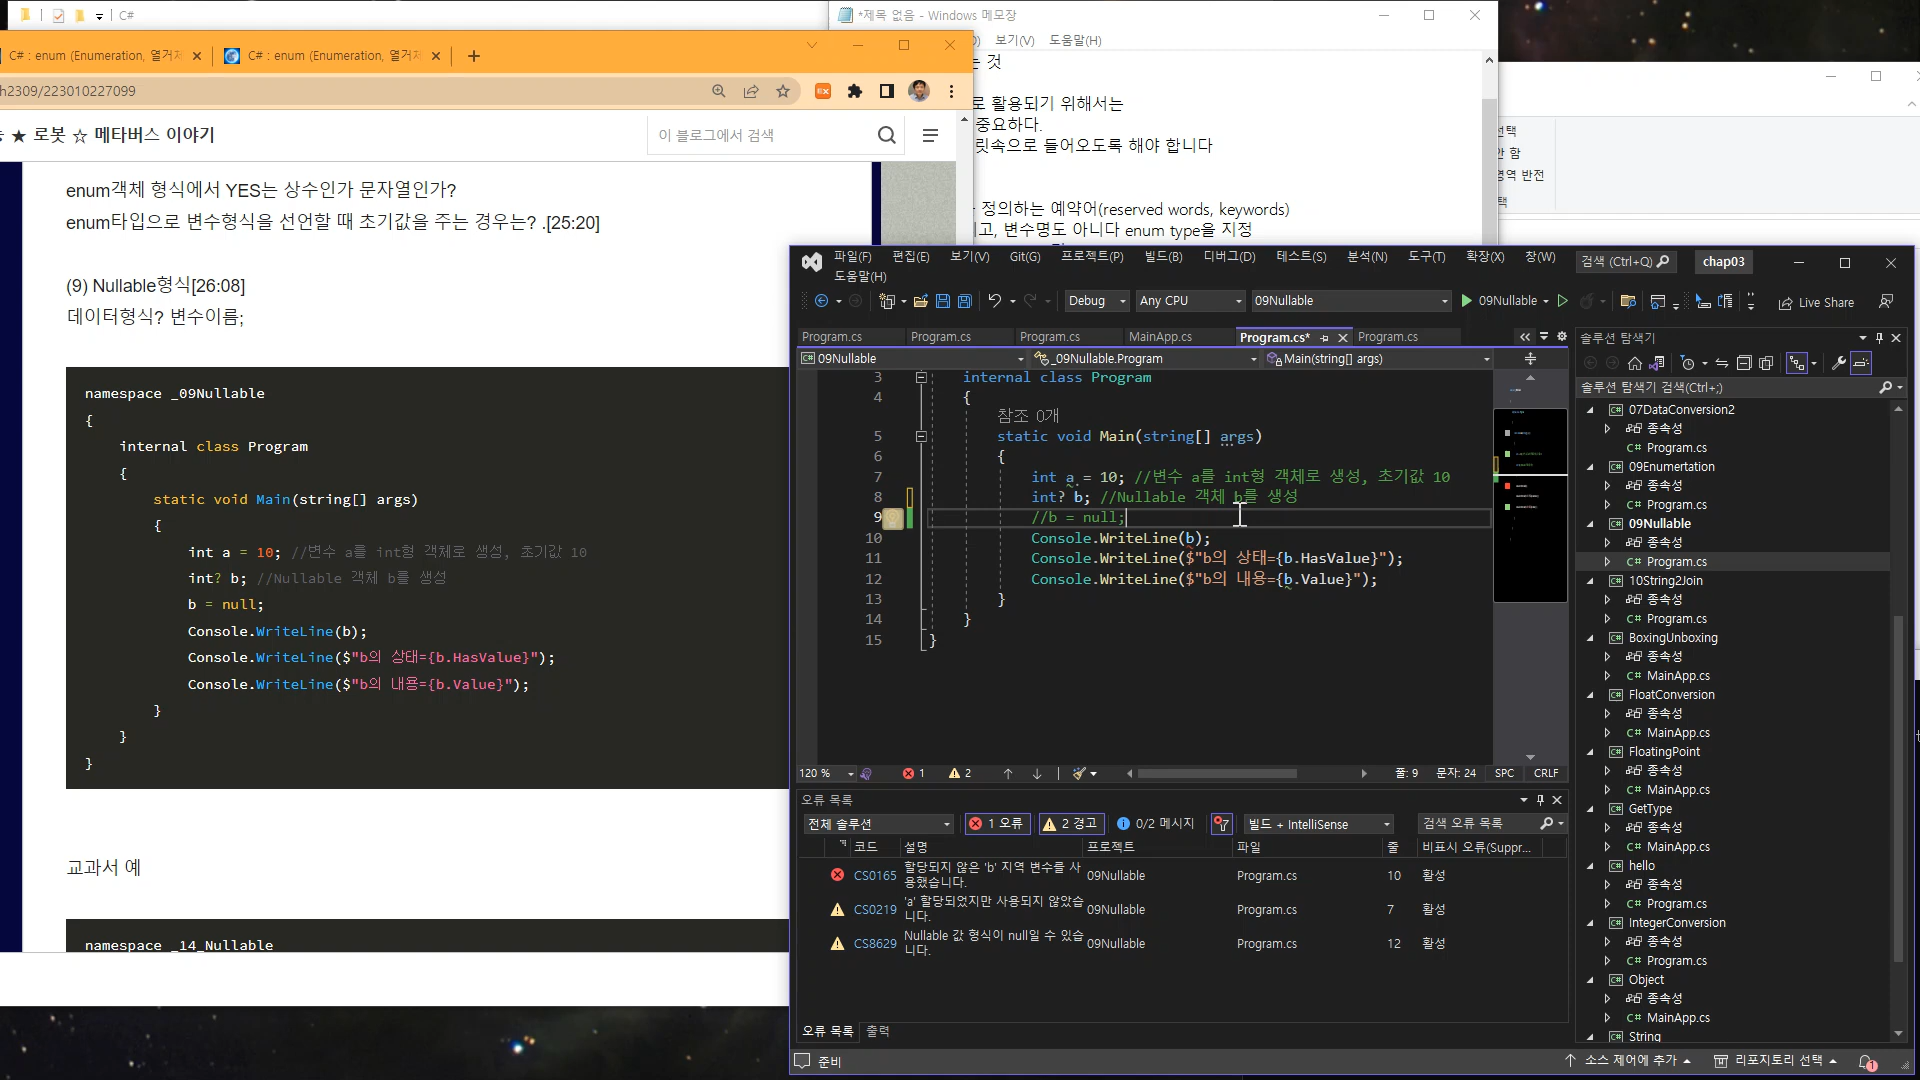 C#
C# : enum (Enumeration, 열거
C# : enum (Enumeration, 열거
h2309/223010227099
★ 로봇 ☆ 메타버스 이야기
이 블로그에서 검색
enum객체 형식에서 YES는 상수인가 문자열인가?
enum타입으로 변수형식을 선언할 때 초기값을 주는 경우는? .[25:20]
(9) Nullable형식[26:08]
데이터형식? 변수이름;
namespace _09Nullable
{
internal class Program
{
static void Main(string[] args)
{
int a = 10; //변수 a를 int형 객체로 생성, 초기값 10
int? b; //Nullable 객체 b를 생성
b = null;
Console.WriteLine(b);
Console.WriteLine($"b의 상태={b.HasValue}");
Console.WriteLine($"b의 내용={b.Value}");
}
}
}
교과서 예
namespace _14_Nullable
*제목 없음 - Windows 메모장
보기(V) 도움말(H)
는 것
로 활용되기 위해서는
중요하다.
릿속으로 들어오도록 해야 합니다
정의하는 예약어(reserved words, keywords)
고, 변수명도 아니다 enum type을 지정
선택
안 함
영역 반전
택
파일(F) 편집(E) 보기(V) Git(G) 프로젝트(P) 빌드(B) 디버그(D) 테스트(S) 분석(N) 도구(T) 확장(X) 창(W)
도움말(H)
검색 (Ctrl+Q)
chap03
Debug Any CPU 09Nullable 09Nullable Live Share
Program.cs Program.cs Program.cs MainApp.cs Program.cs* Program.cs
09Nullable _09Nullable.Program Main(string[] args)
3 internal class Program
4 {
참조 0개
5 static void Main(string[] args)
6 {
7 int a = 10; //변수 a를 int형 객체로 생성, 초기값 10
8 int? b; //Nullable 객체 b를 생성
9 //b = null;
10 Console.WriteLine(b);
11 Console.WriteLine($"b의 상태={b.HasValue}");
12 Console.WriteLine($"b의 내용={b.Value}");
13 }
14 }
15 }
120 % 1 2 줄: 9 문자: 24 SPC CRLF
오류 목록
전체 솔루션 1 오류 2 경고 0/2 메시지 빌드 + IntelliSense 검색 오류 목록
코드 설명 프로젝트 파일 줄 비표시 오류(Suppr...
CS0165 할당되지 않은 'b' 지역 변수를 사용했습니다. 09Nullable Program.cs 10 활성
CS0219 'a' 할당되었지만 사용되지 않았습니다. 09Nullable Program.cs 7 활성
CS8629 Nullable 값 형식이 null일 수 있습니다. 09Nullable Program.cs 12 활성
오류 목록 출력
준비
소스 제어에 추가 리포지토리 선택 1
솔루션 탐색기
솔루션 탐색기 검색(Ctrl+;)
07DataConversion2
종속성
C# Program.cs
09Enumertation
종속성
C# Program.cs
09Nullable
종속성
C# Program.cs
10String2Join
종속성
C# Program.cs
BoxingUnboxing
종속성
C# MainApp.cs
FloatConversion
종속성
C# MainApp.cs
FloatingPoint
종속성
C# MainApp.cs
GetType
종속성
C# MainApp.cs
hello
종속성
C# Program.cs
IntegerConversion
종속성
C# Program.cs
Object
종속성
C# MainApp.cs
String